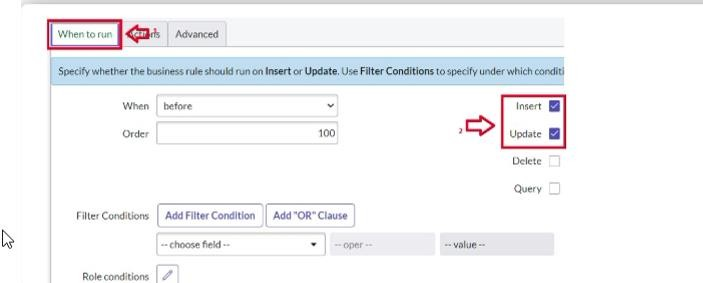 When to run
Actions
Advanced
Specify whether the business rule should run on Insert or Update. Use Filter Conditions to specify under which conditi
When before Insert
Order 100 2 Update
Delete
Query
Filter Conditions Add Filter Condition Add "OR" Clause
-- choose field -- -- oper -- -- value --
Role conditions